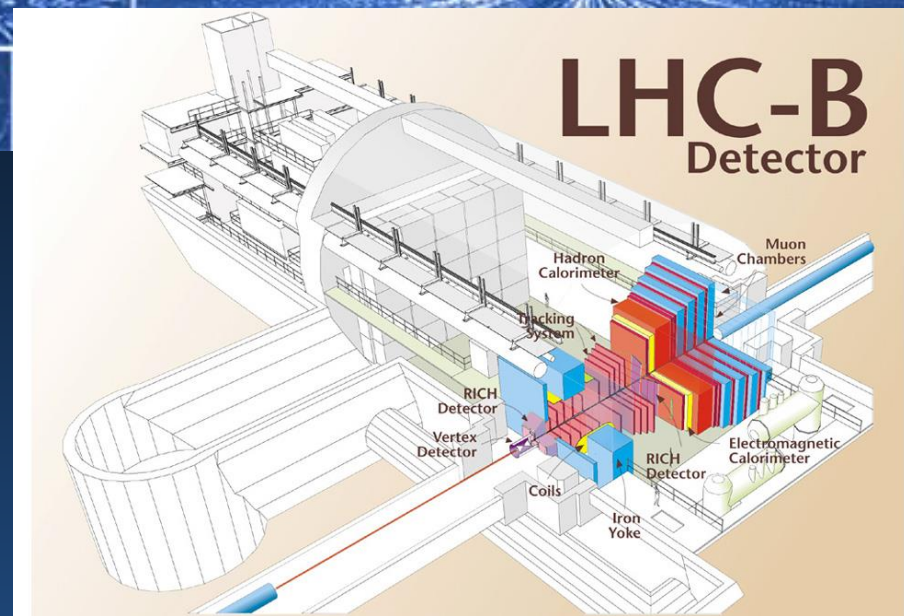 LHC-B
Detector
Muon
Chambers
Hadron
Calorimeter
Tracking
System
RICH
Detector
Vertex
Detector
Coils
Iron
Yoke
RICH
Detector
Electromagnetic
Calorimeter